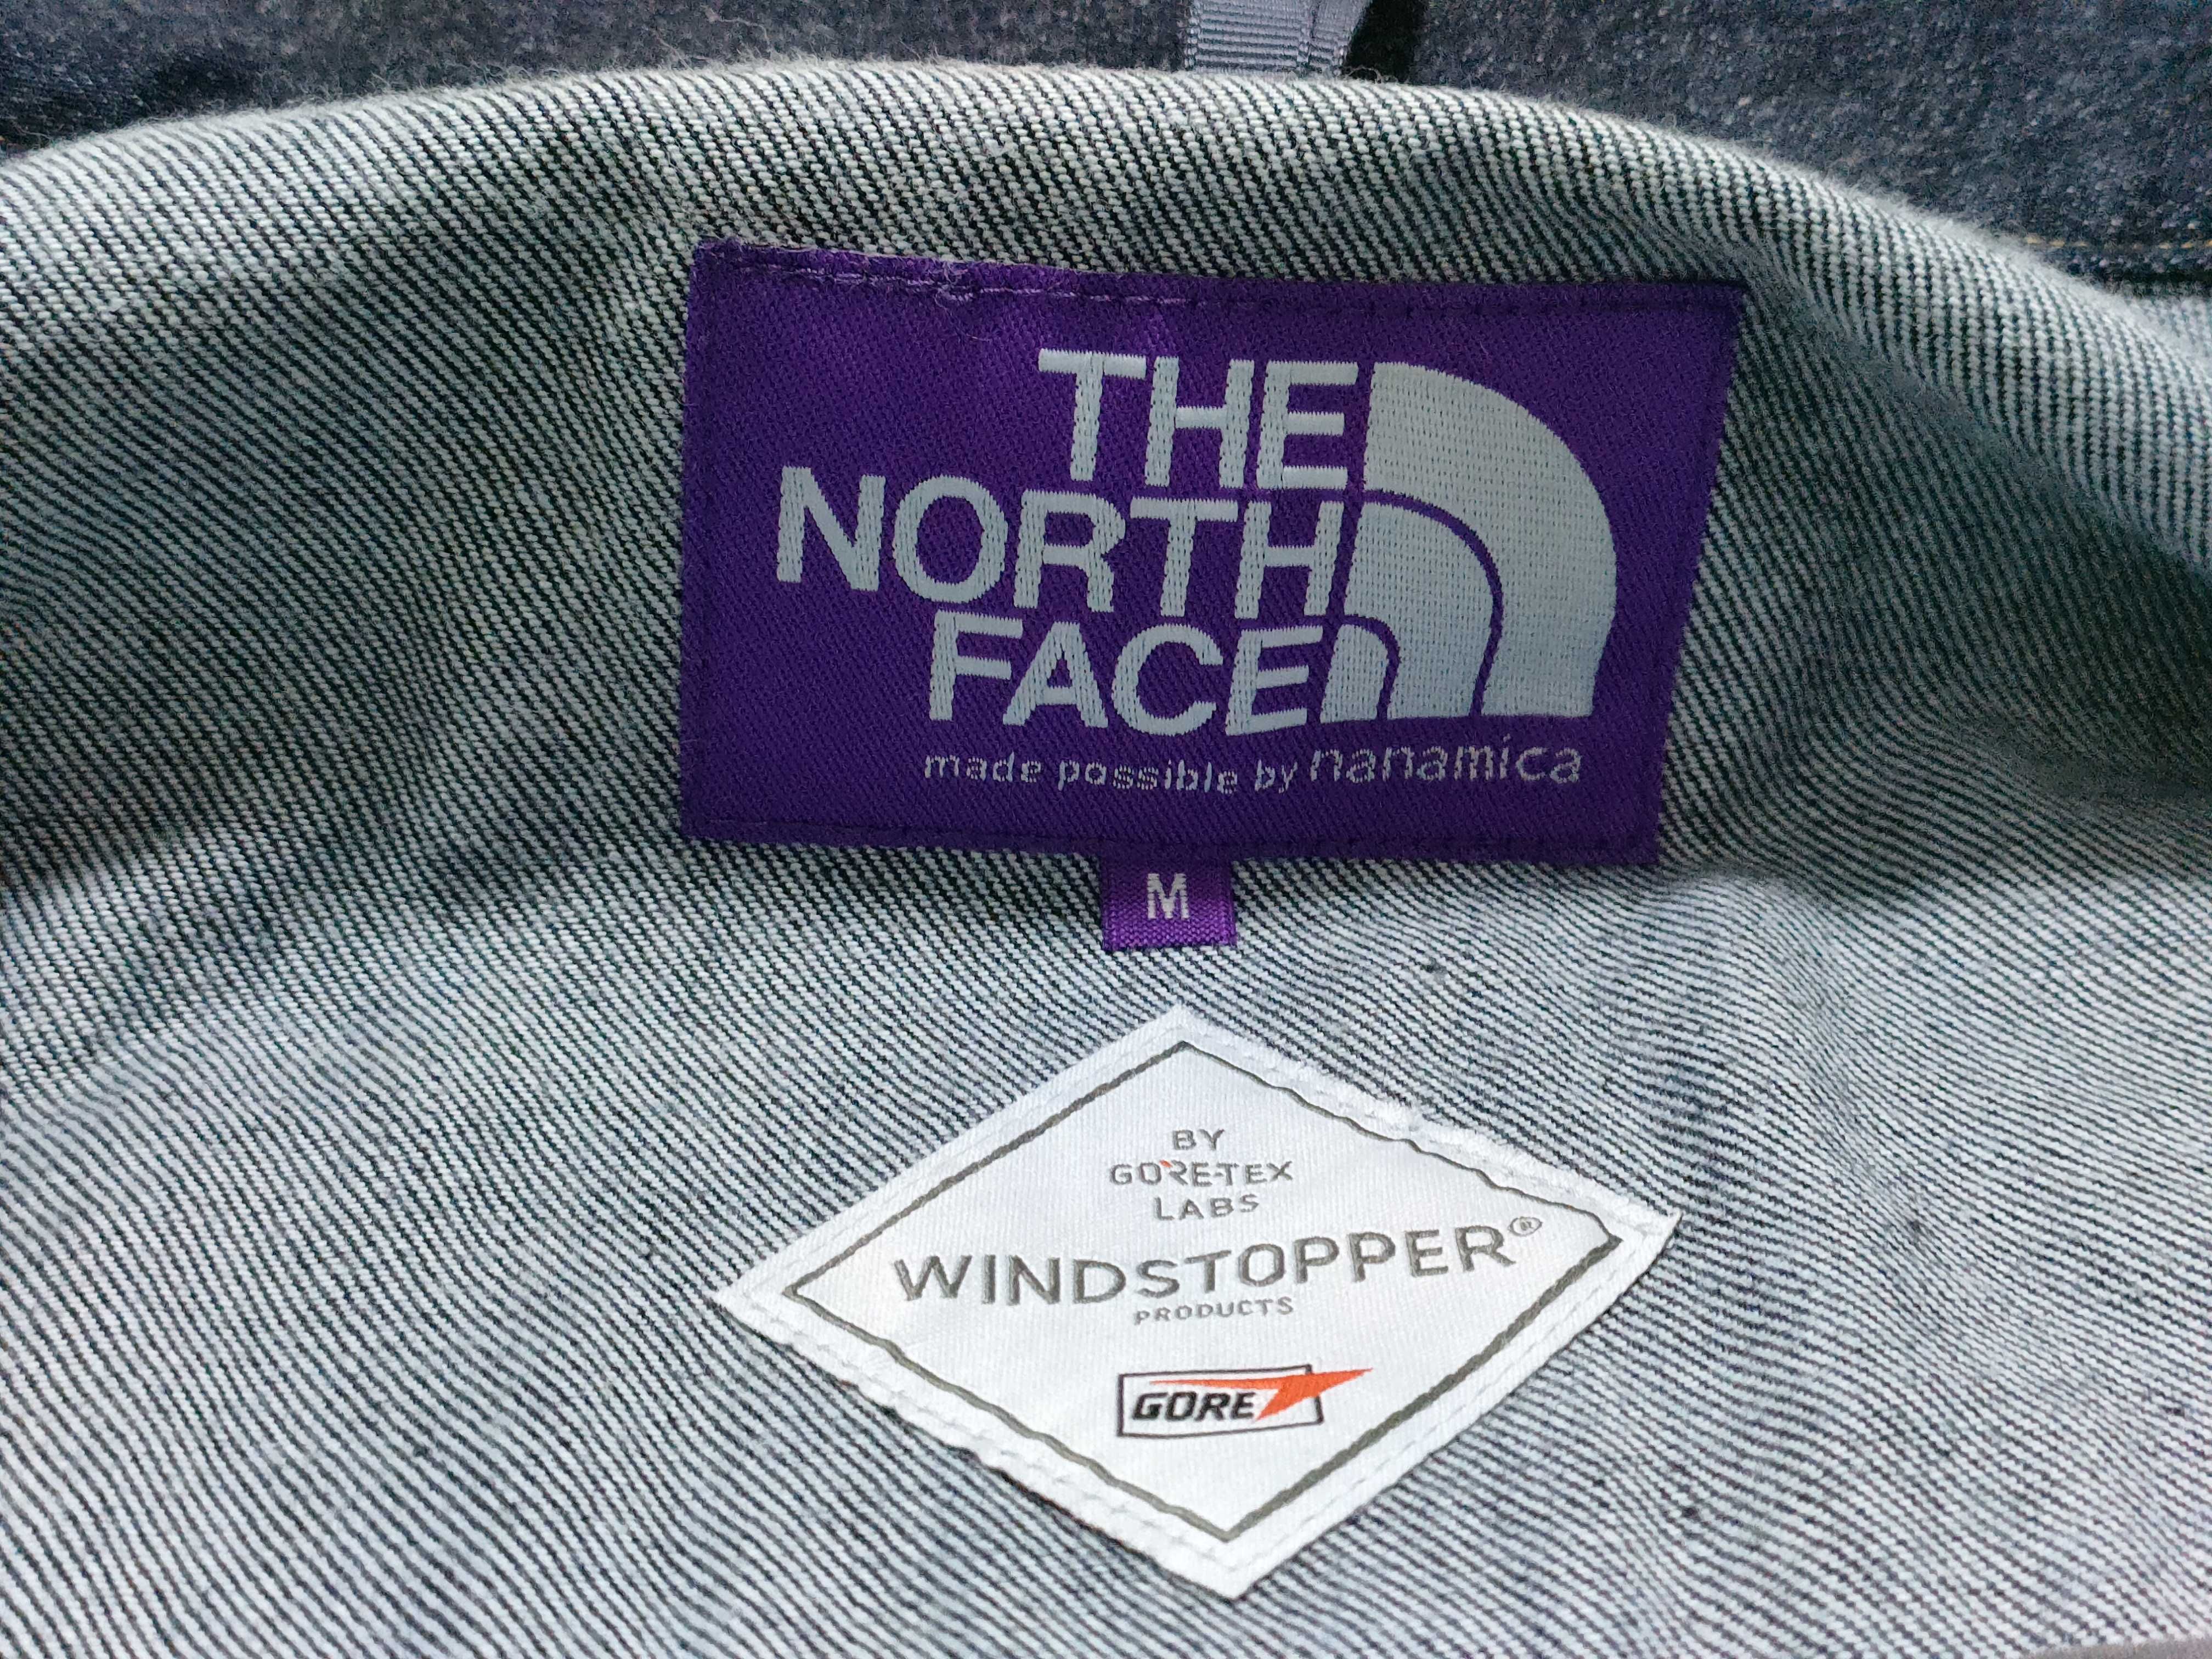 THE
NORTH
FACE
made possible by nanamica
M
BY
GORE-TEX
LABS
WINDSTOPPER®
PRODUCTS
GORE